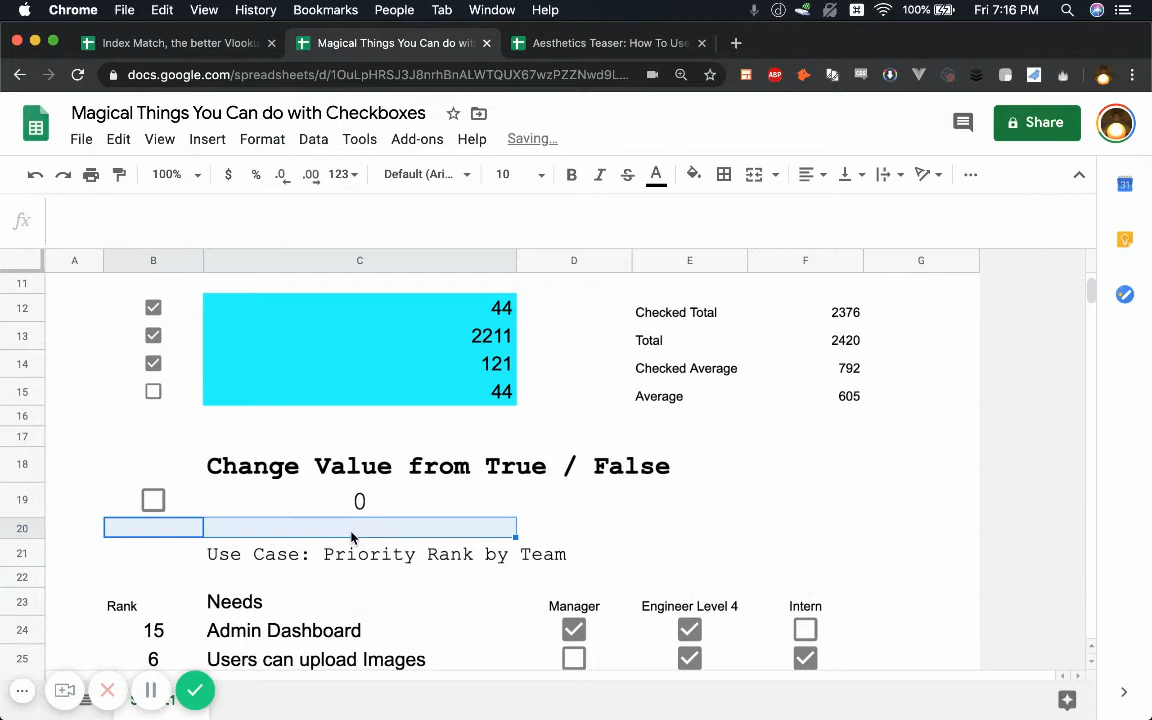 Chrome File Edit View History Bookmarks People Tab Window Help 100% Fri 7:16 PM
Index Match, the better Vlooku Magical Things You Can do with Aesthetics Teaser: How To Use
docs.google.com/spreadsheets/d/1OuLpHRSJ3J8nrhBnALWTQUX67wzPZZNwd9L...
ABP
Magical Things You Can do with Checkboxes
File Edit View Insert Format Data Tools Add-ons Help Saving...
Share
100% $ % .0 .00 123 Default (Ari... 10 B I S A
31
fx
A B C D E F G
11
12 44 Checked Total 2376
13 2211 Total 2420
14 121 Checked Average 792
15 44 Average 605
16
17
18 Change Value from True / False
19 0
20
21 Use Case: Priority Rank by Team
22
23 Rank Needs Manager Engineer Level 4 Intern
24 15 Admin Dashboard
25 6 Users can upload Images